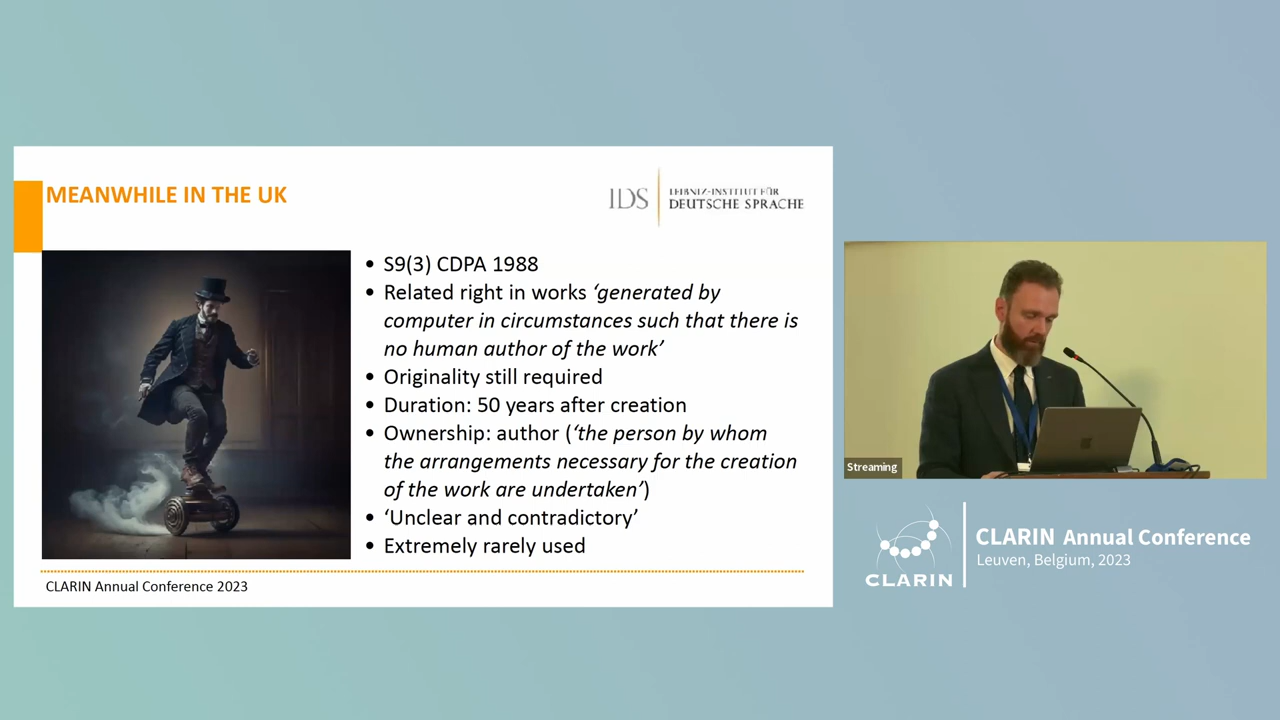 MEANWHILE IN THE UK
IDS
LEIBNIZ-INSTITUT FÜR
DEUTSCHE SPRACHE
• S9(3) CDPA 1988
• Related right in works ‘generated by
computer in circumstances such that there is
no human author of the work’
• Originality still required
• Duration: 50 years after creation
• Ownership: author (‘the person by whom
the arrangements necessary for the creation
of the work are undertaken’)
• ‘Unclear and contradictory’
• Extremely rarely used
CLARIN Annual Conference 2023
Streaming
CLARIN
CLARIN Annual Conference
Leuven, Belgium, 2023